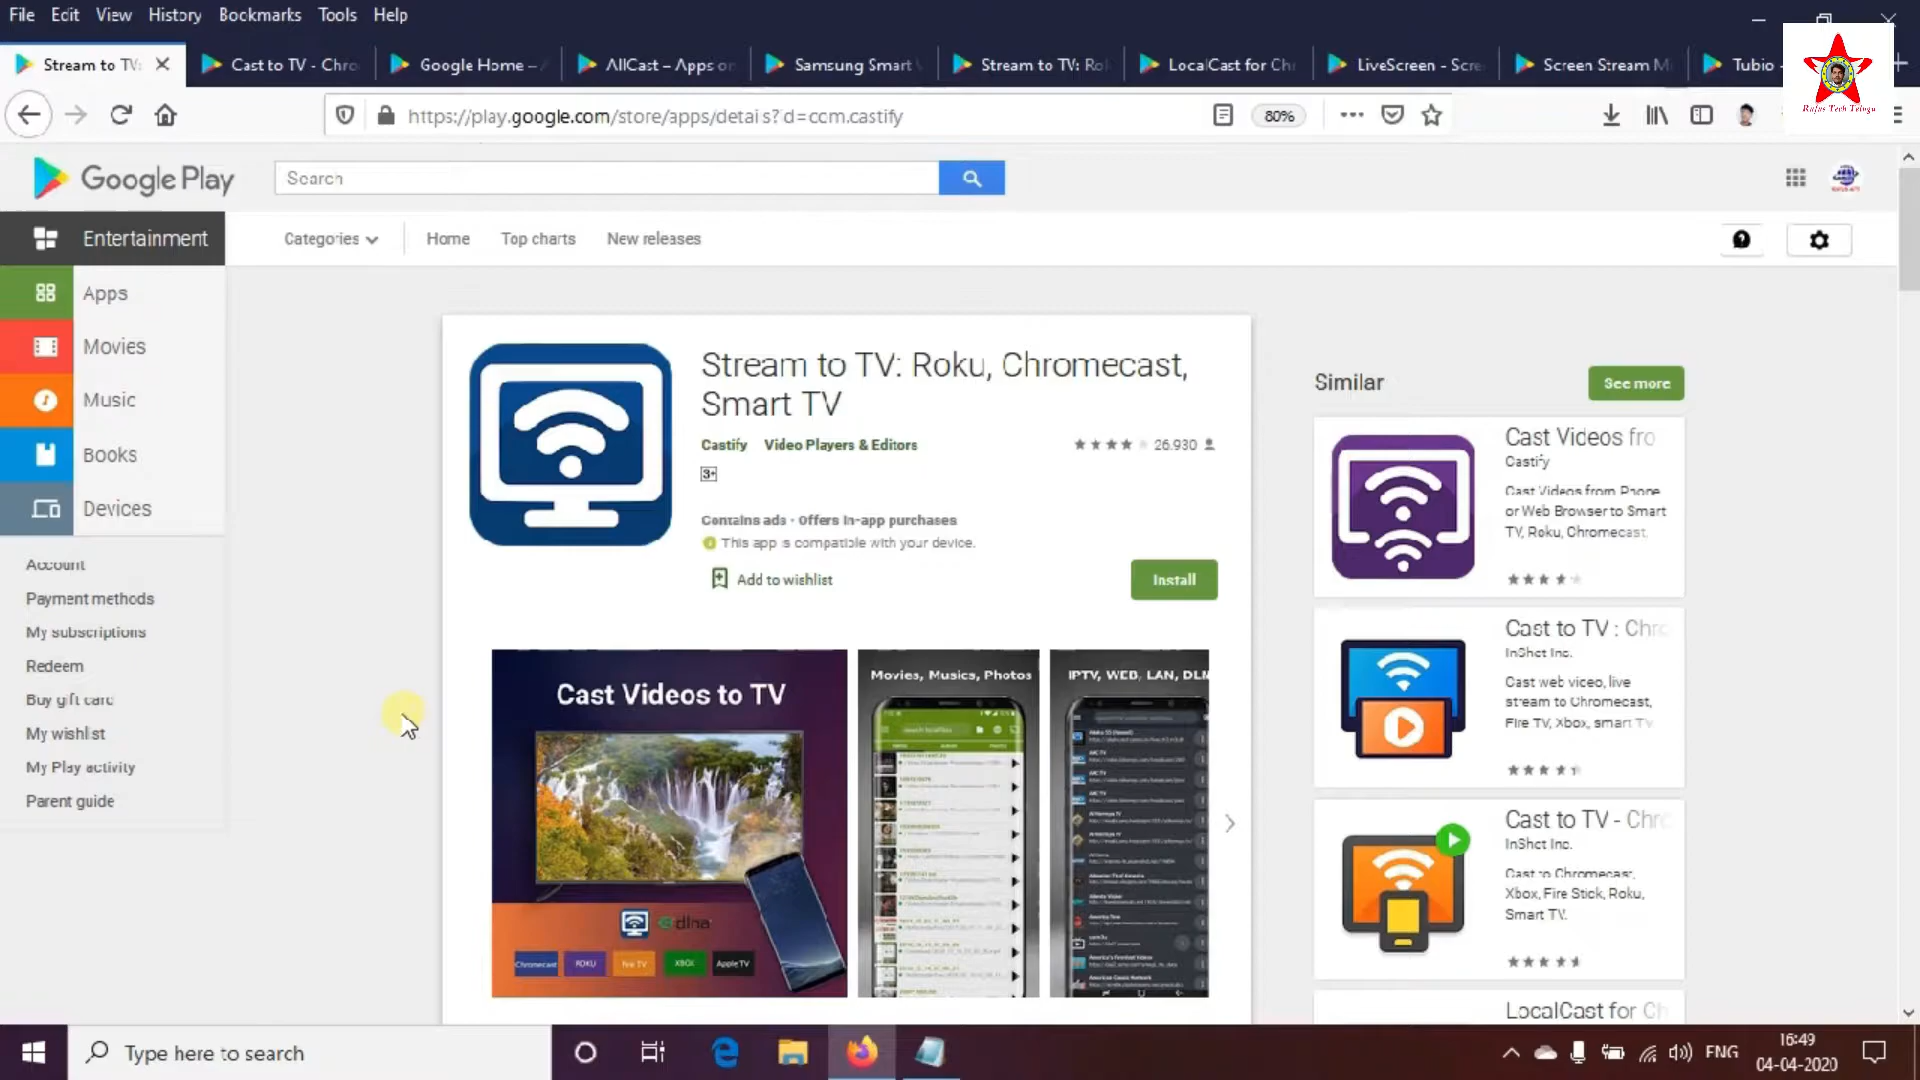 File Edit View History Bookmarks Tools Help
Stream to TV:
Cast to TV - Chro
Google Home –
AllCast – Apps on
Samsung Smart
Stream to TV: Rok
LocalCast for Ch
LiveScreen - Scre
Screen Stream M
Tubio -
Rufus Tech Telugu
https://play.google.com/store/apps/details?id=com.castify
80%
Google Play
Search
Entertainment
Categories Home Top charts New releases
Apps
Movies
Music
Books
Devices
Account
Payment methods
My subscriptions
Redeem
Buy gift card
My wishlist
My Play activity
Parent guide
Stream to TV: Roku, Chromecast,
Smart TV
Castify Video Players & Editors
26,930
3+
Contains ads · Offers in-app purchases
This app is compatible with your device.
Add to wishlist
Install
Cast Videos to TV
dlna
Chromecast ROKU Fire TV XBOX Apple TV
Movies, Musics, Photos
IPTV, WEB, LAN, DLN
Similar
See more
Cast Videos fro
Castify
Cast Videos from Phone
or Web Browser to Smart
TV, Roku, Chromecast,
Cast to TV : Chr
InShot Inc.
Cast web video, live
stream to Chromecast,
Fire TV, Xbox, smart TV
Cast to TV - Chr
InShot Inc.
Cast to Chromecast,
Xbox, Fire Stick, Roku,
Smart TV.
LocalCast for Ch
Type here to search
ENG
16:49
04-04-2020